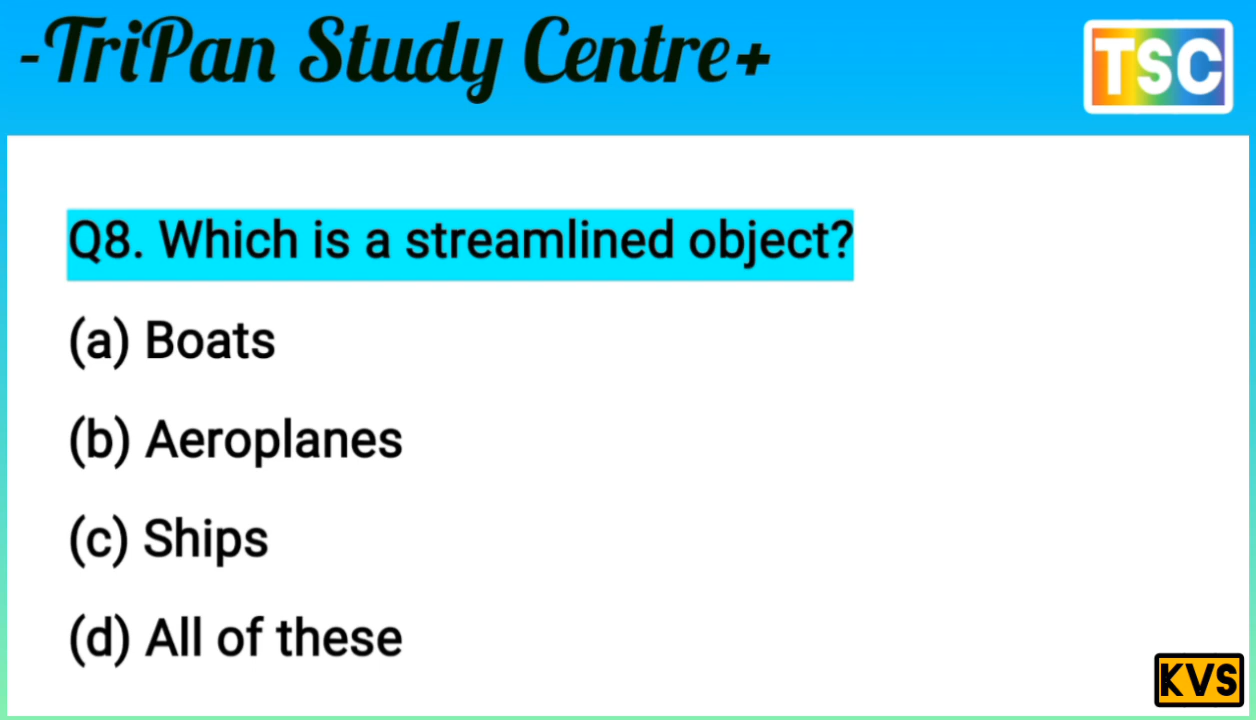 -TriPan Study Centre+
TSC
Q8. Which is a streamlined object?
(a) Boats
(b) Aeroplanes
(c) Ships
(d) All of these
KVS